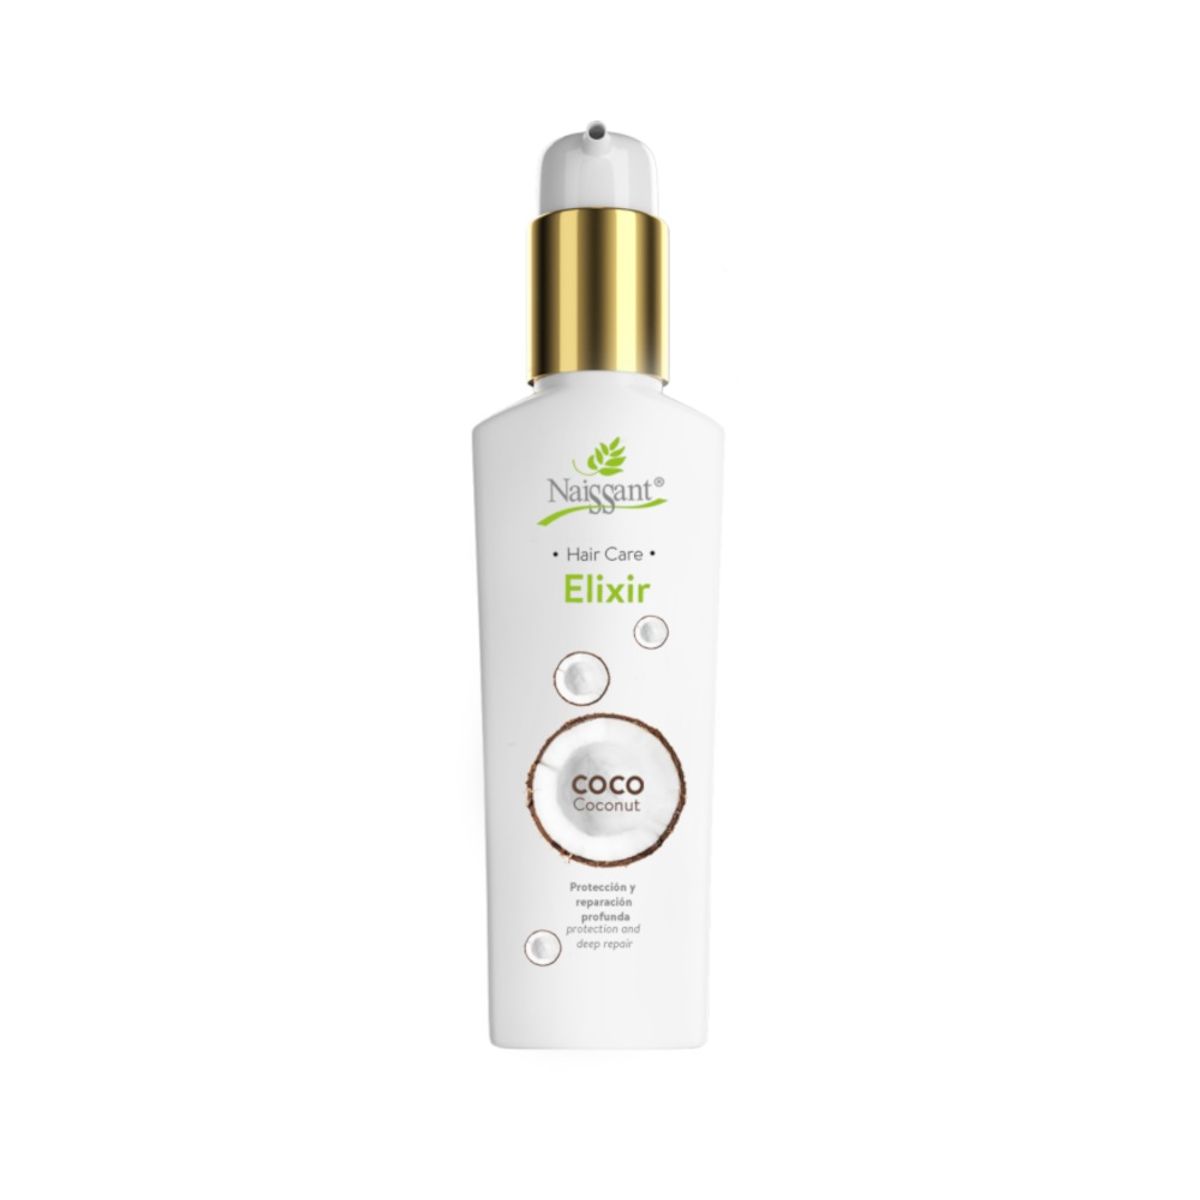 Naissant®
• Hair Care •
Elixir
COCO
Coconut
Protección y
reparación
profunda
protection and
deep repair